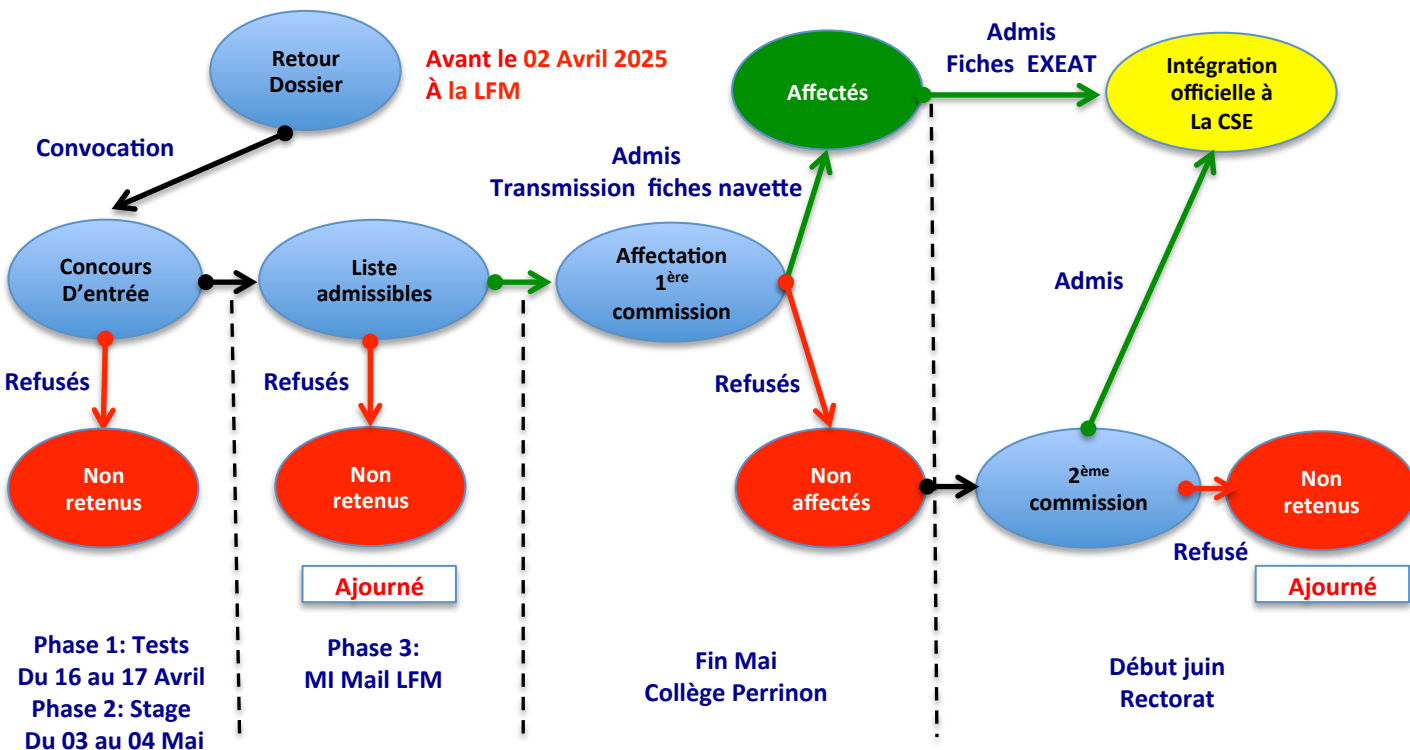 Retour
Dossier
Avant le 02 Avril 2025
À la LFM
Convocation
Concours
D'entrée
Refusés
Non
retenus
Phase 1: Tests
Du 16 au 17 Avril
Phase 2: Stage
Du 03 au 04 Mai
Liste
admissibles
Refusés
Non
retenus
Ajourné
Phase 3:
MI Mail LFM
Admis
Transmission fiches navette
Affectation
1ère
commission
Affectés
Refusés
Non
affectés
Fin Mai
Collège Perrinon
Admis
Fiches EXEAT
Intégration
officielle à
La CSE
Admis
2ème
commission
Refusé
Non
retenus
Ajourné
Début juin
Rectorat